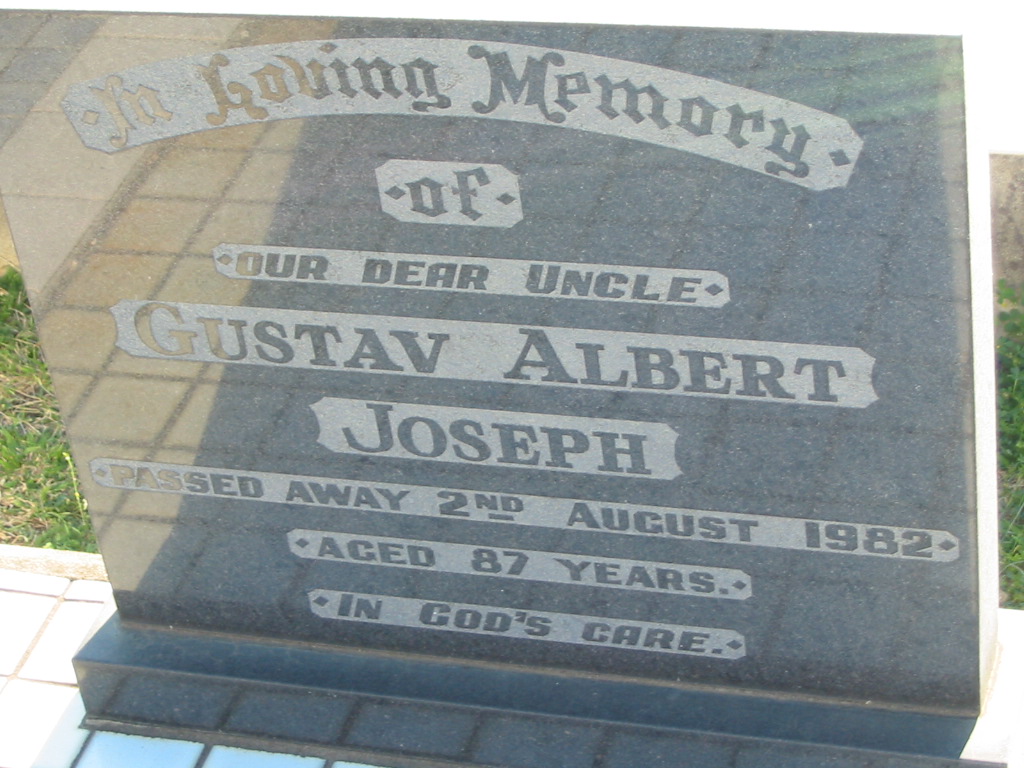 In Loving Memory
of
OUR DEAR UNCLE
GUSTAV ALBERT
JOSEPH
PASSED AWAY 2ND AUGUST 1982
AGED 87 YEARS.
IN GOD'S CARE.